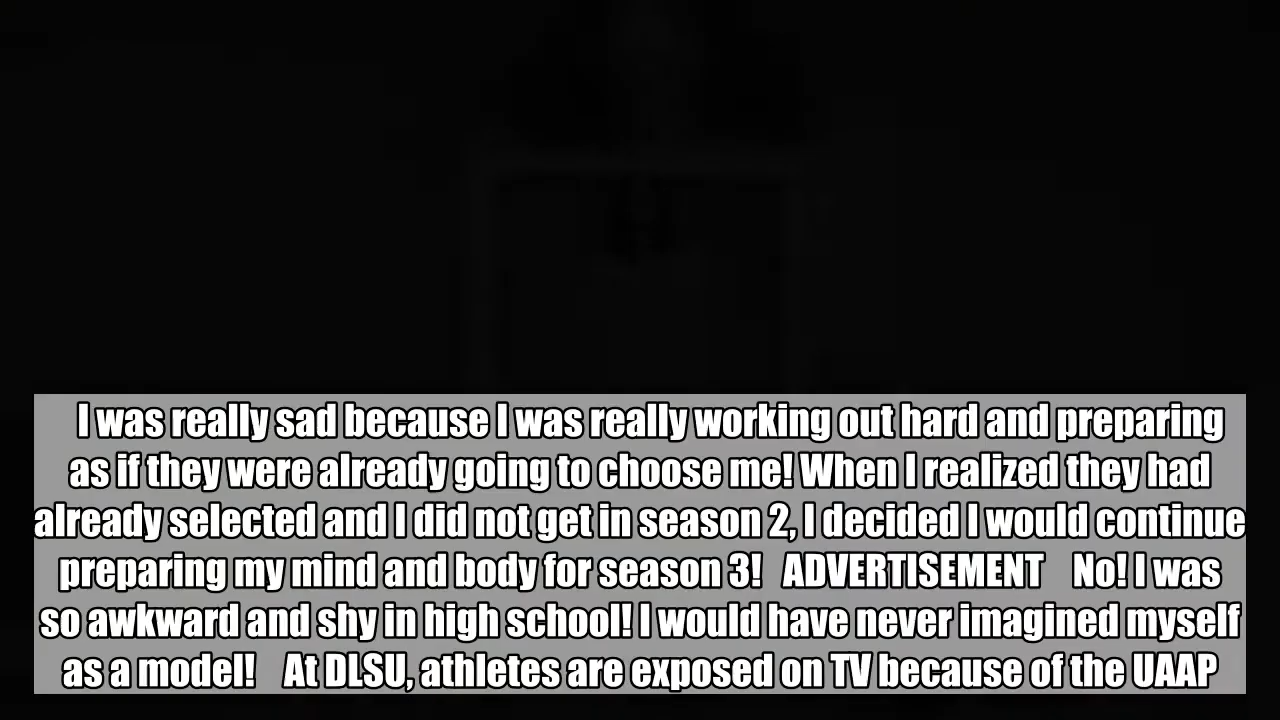 I was really sad because I was really working out hard and preparing
as if they were already going to choose me! When I realized they had
already selected and I did not get in season 2, I decided I would continue
preparing my mind and body for season 3! ADVERTISEMENT No! I was
so awkward and shy in high school! I would have never imagined myself
as a model! At DLSU, athletes are exposed on TV because of the UAAP